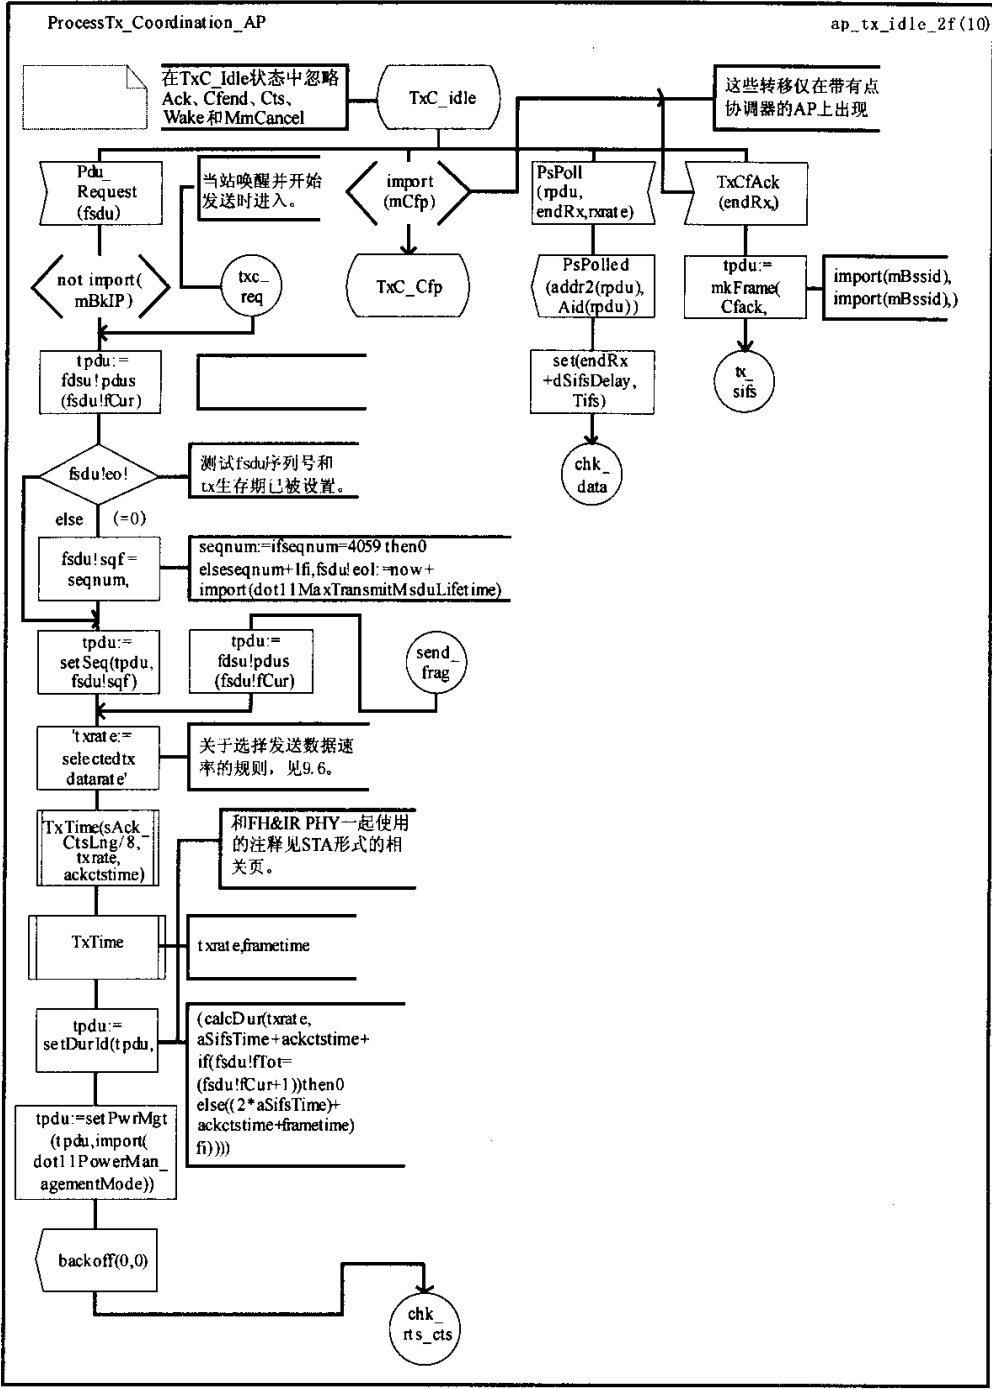 ProcessTx_Coordination_AP
ap_tx_idle_2f(10)
在TxC_Idle状态中忽略
Ack、Cfend、Cts、
Wake和MmCancel
TxC_idle
这些转移仅在带有点
协调器的AP上出现
Pdu_
Request
(fsdu)
当站唤醒并开始
发送时进入。
import
(mCfp)
PsPoll
(rpdu,
endRx,rxrate)
TxCfAck
(endRx,)
not import(
mBkIP)
txc_
req
TxC_Cfp
PsPolled
(addr2(rpdu),
Aid(rpdu))
tpdu:=
mkFrame(
Cfack,
import(mBssid),
import(mBssid),)
tpdu:=
fdsu!pdus
(fsdu!fCur)
set(endRx
+dSifsDelay,
Tifs)
tx_
sifs
fsdu!eo!
测试fsdu序列号和
tx生存期已被设置。
chk_
data
else
(=0)
fsdu!sqf=
seqnum,
seqnum:=ifseqnum=4059then0
elseseqnum+1fi,fsdu!eol:=now+
import(dot11MaxTransmitMsduLifetime)
tpdu:=
setSeq(tpdu,
fsdu!sqf)
tpdu:=
fdsu!pdus
(fsdu!fCur)
send_
frag
'txrate:=
selectedtx
datarate'
关于选择发送数据速
率的规则，见9.6。
TxTime(sAck_
CtsLng/8,
txrate,
ackctstime)
和FH&IR PHY一起使用
的注释见STA形式的相
关页。
TxTime
txrate,frametime
tpdu:=
setDurId(tpdu,
(calcDur(txrate,
aSifsTime+ackctstime+
if(fsdu!fTot=
(fsdu!fCur+1))then0
else((2*aSifsTime)+
ackctstime+frametime)
fi))))
tpdu:=setPwrMgt
(tpdu,import(
dot11PowerMan_
agementMode))
backoff(0,0)
chk_
rts_cts